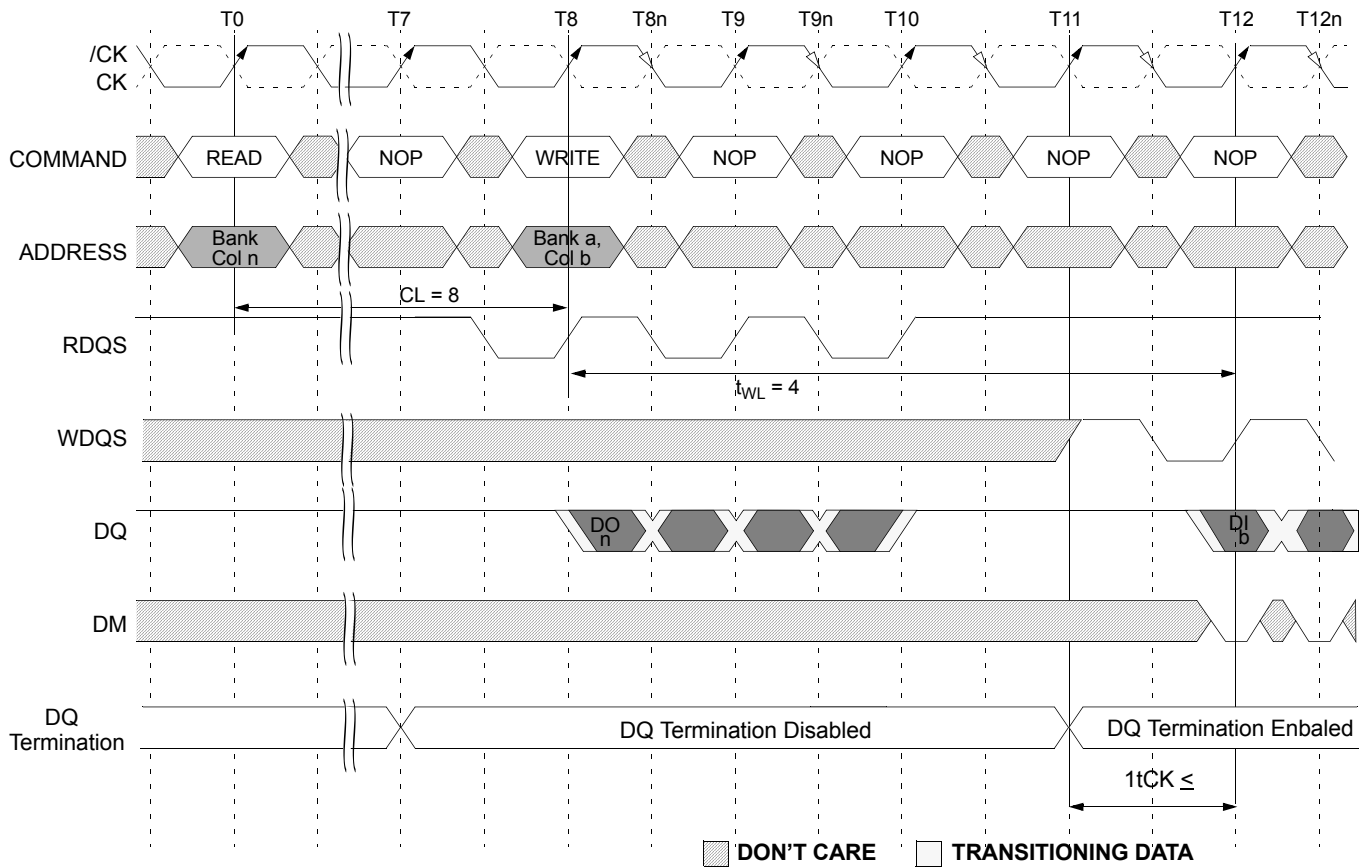 T0 T7 T8 T8n T9 T9n T10 T11 T12 T12n
/CK
CK
COMMAND READ NOP WRITE NOP NOP NOP NOP
ADDRESS
Bank
Col n
Bank a,
Col b
CL = 8
RDQS
tWL = 4
WDQS
DQ
DO
n
DI
b
DM
DQ
Termination
DQ Termination Disabled
DQ Termination Enbaled
1tCK ≤
DON'T CARE
TRANSITIONING DATA